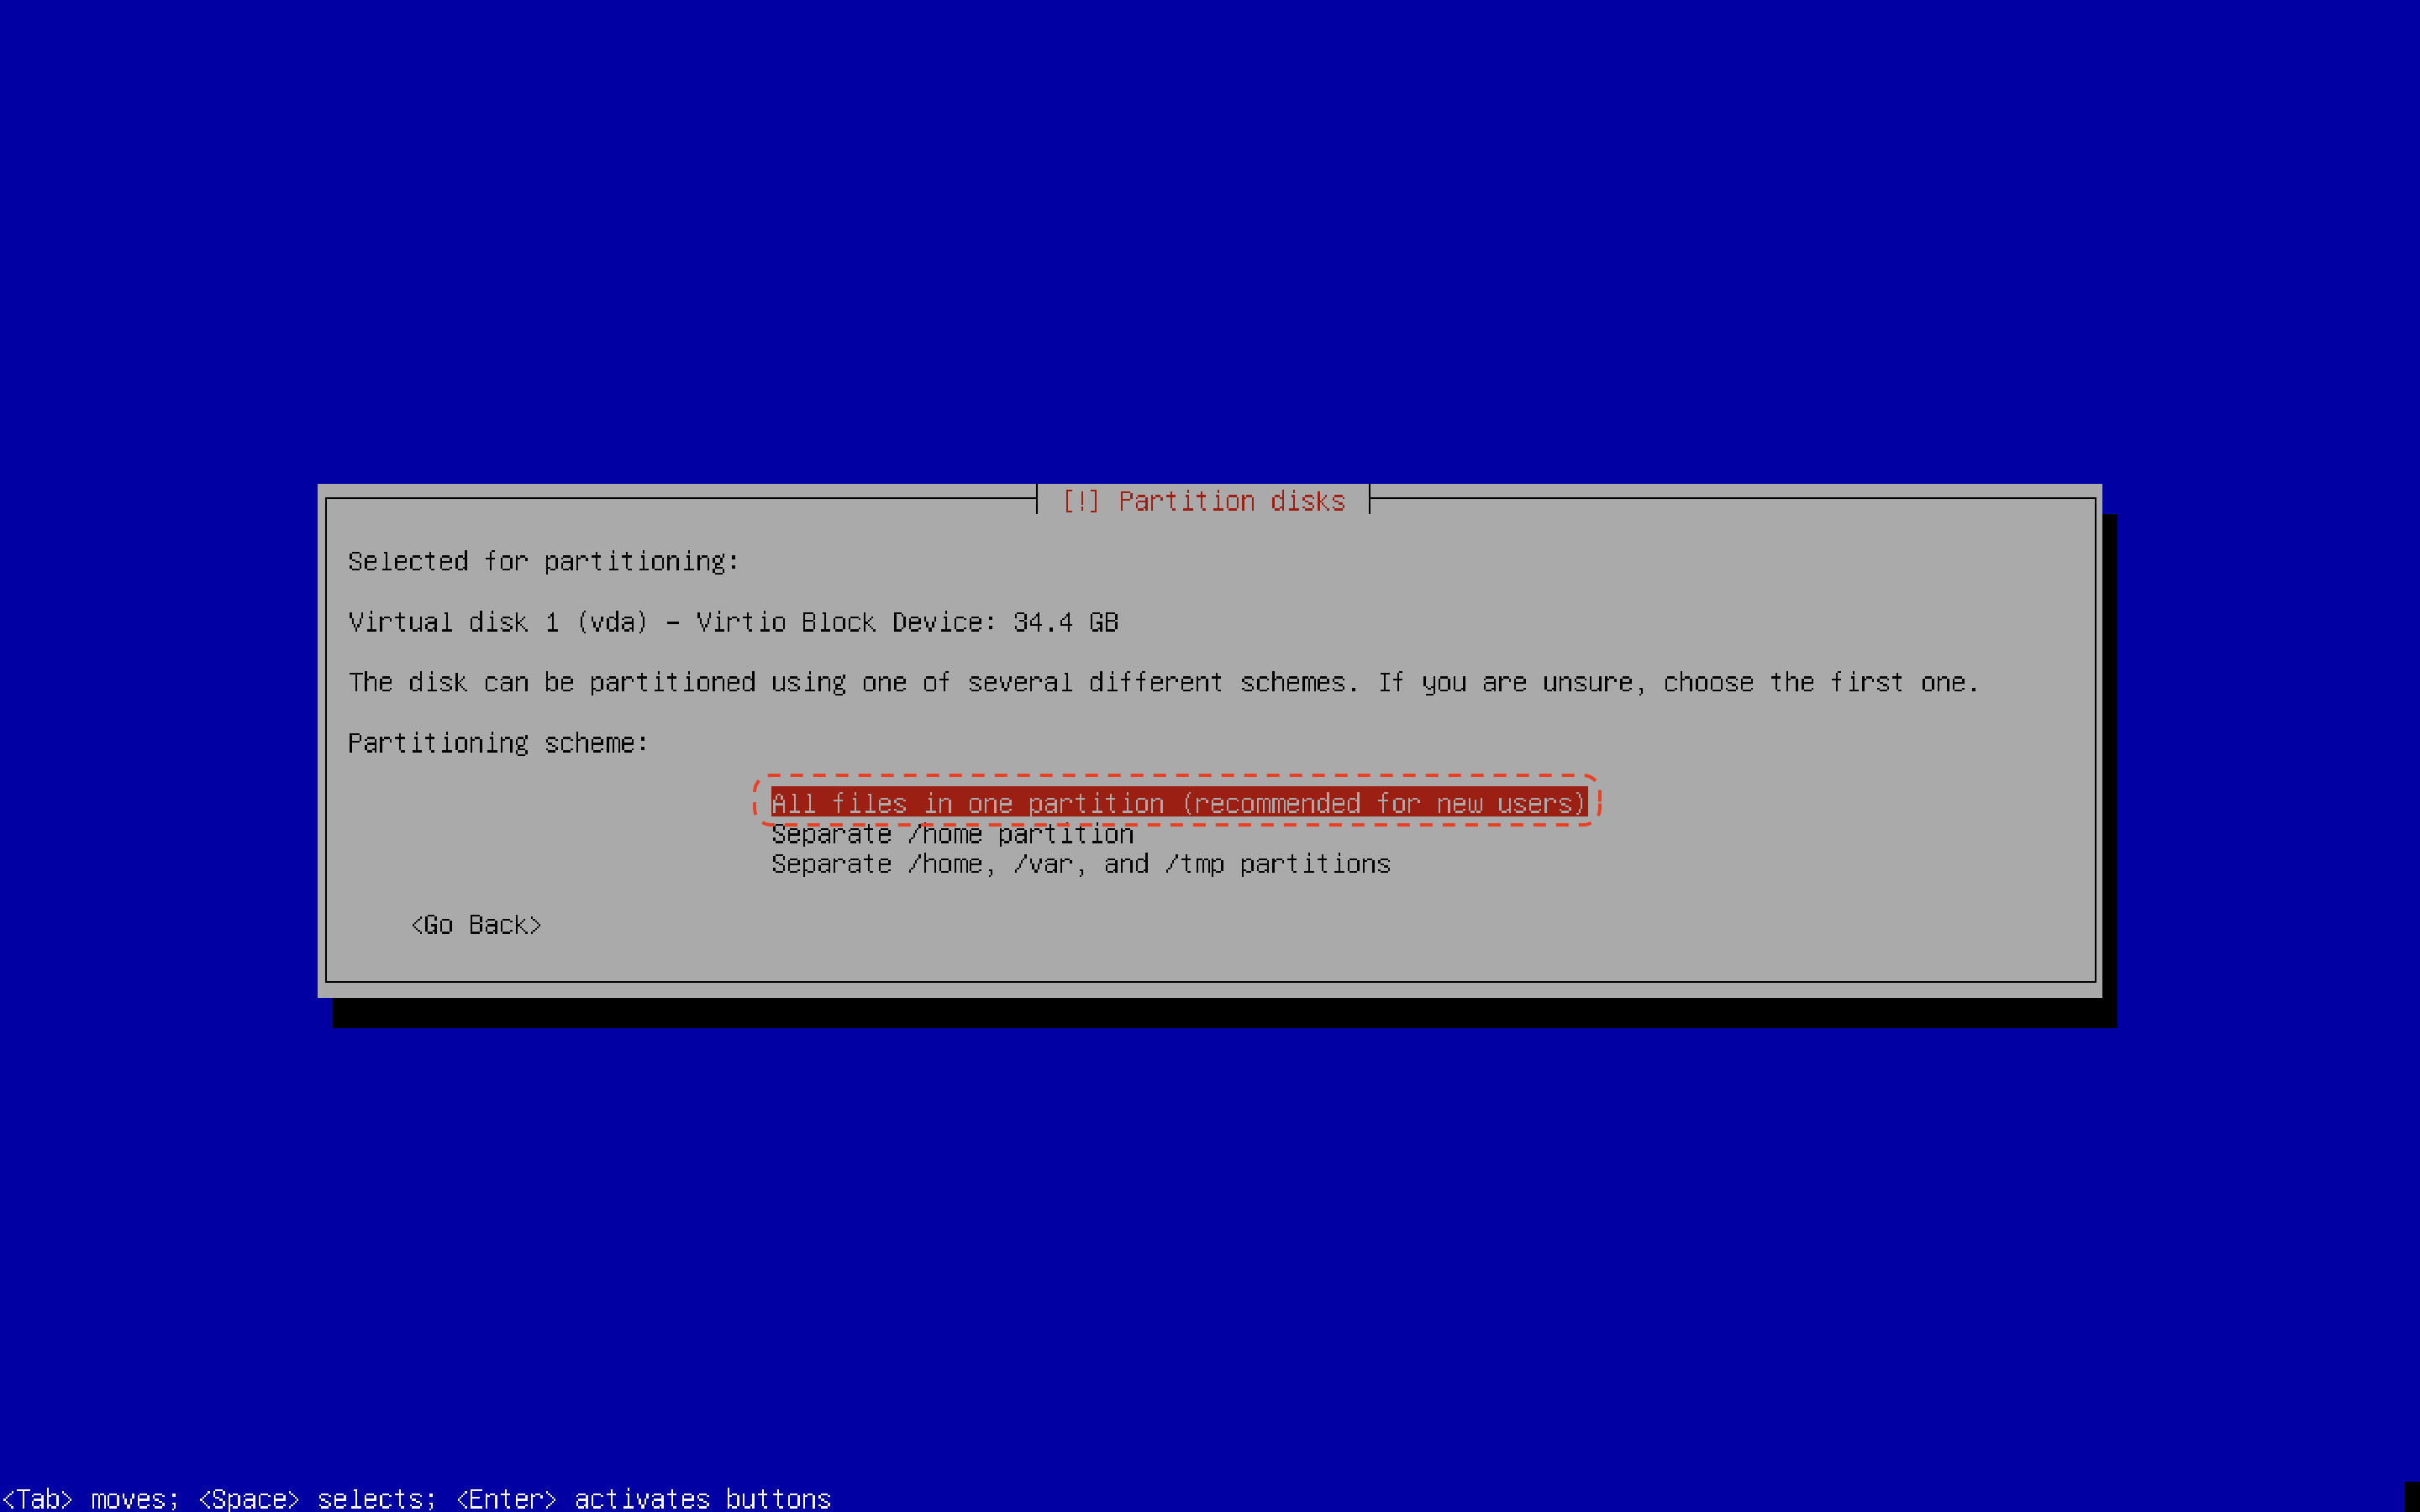 [!] Partition disks
Selected for partitioning:
Virtual disk 1 (vda) - Virtio Block Device: 34.4 GB
The disk can be partitioned using one of several different schemes. If you are unsure, choose the first one.
Partitioning scheme:
All files in one partition (recommended for new users)
Separate /home partition
Separate /home, /var, and /tmp partitions
<Go Back>
<Tab> moves; <Space> selects; <Enter> activates buttons